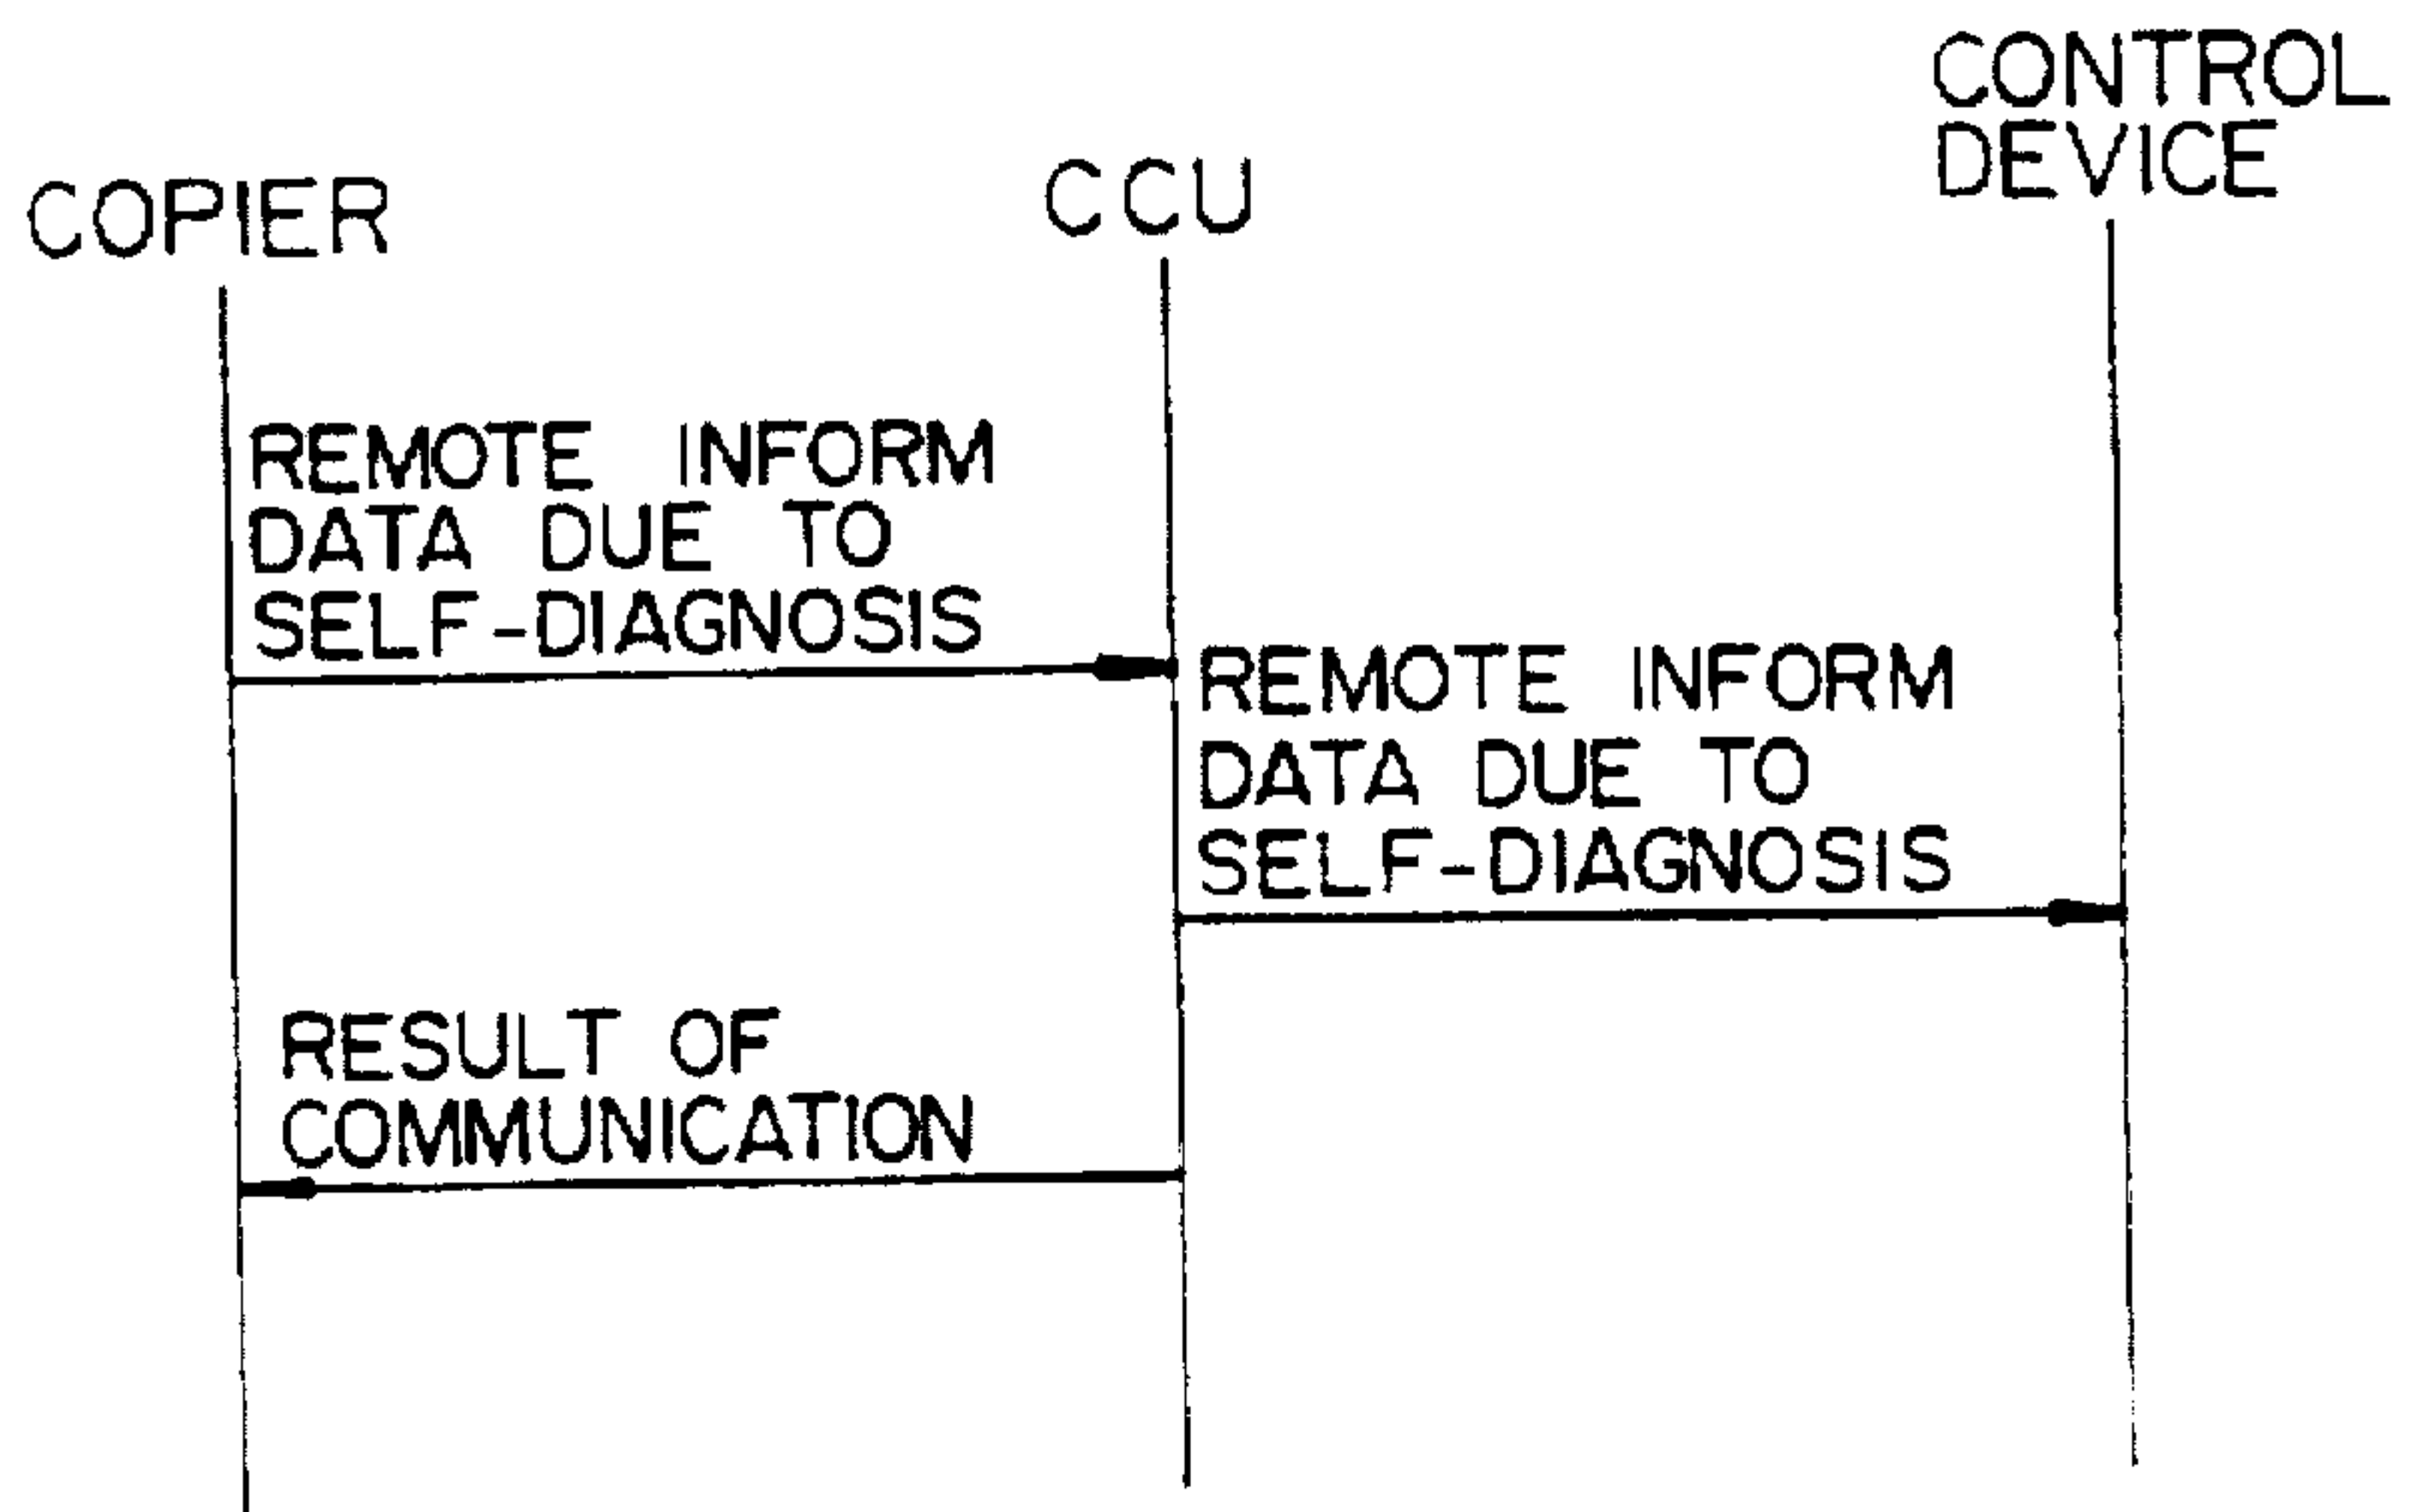 COPIER
CCU
CONTROL
DEVICE
REMOTE INFORM
DATA DUE TO
SELF-DIAGNOSIS
REMOTE INFORM
DATA DUE TO
SELF-DIAGNOSIS
RESULT OF
COMMUNICATION